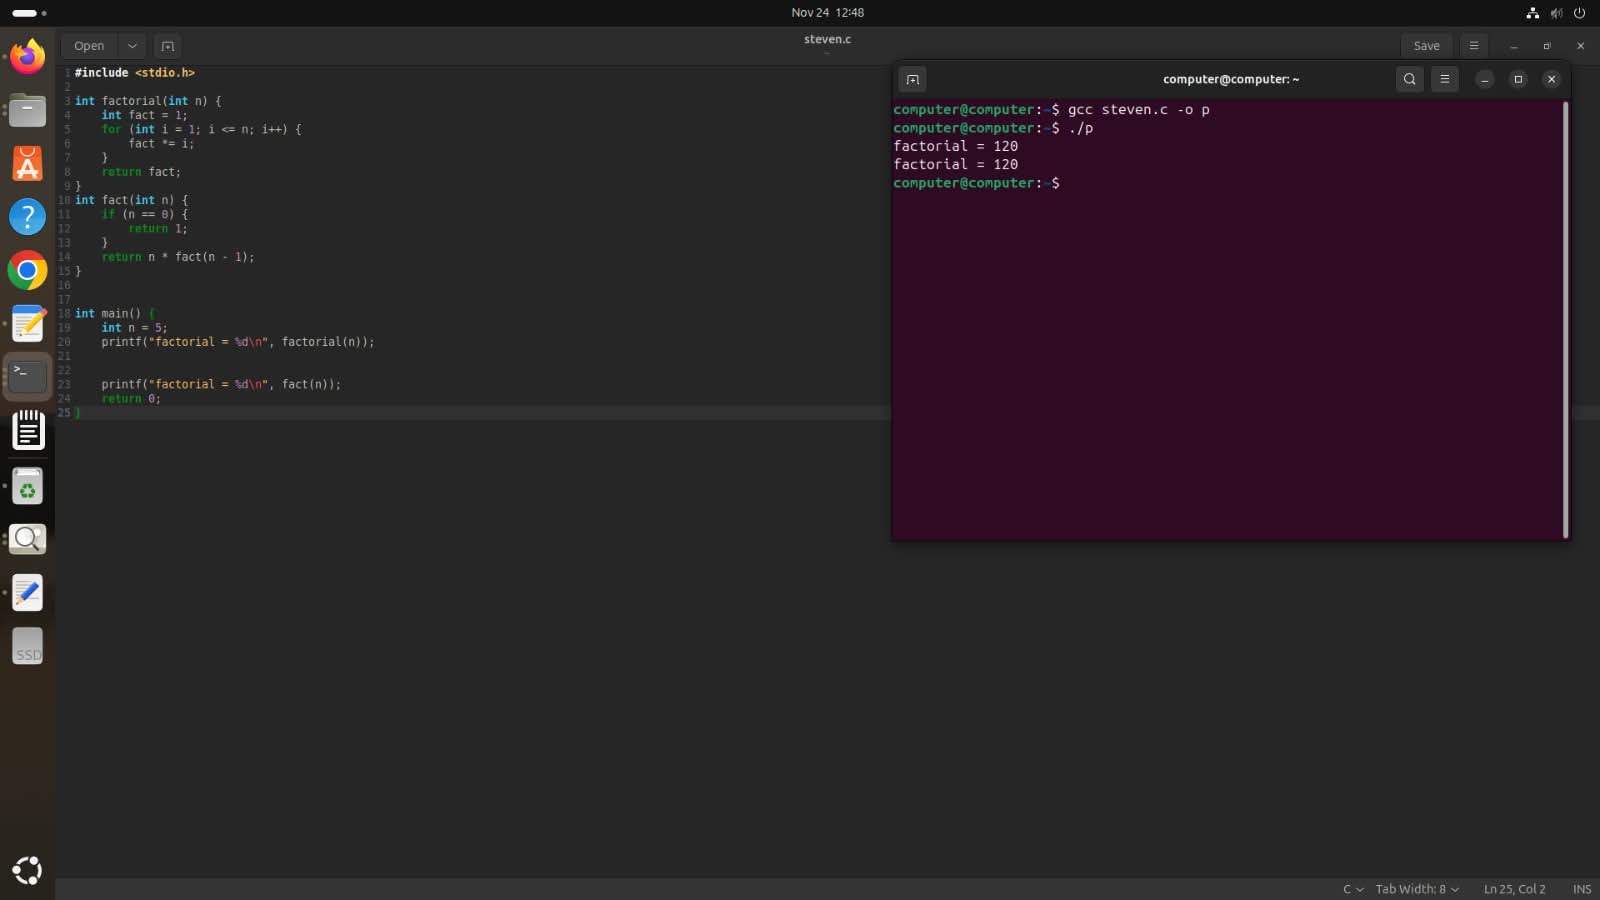 Nov 24 12:48
Open
steven.c
~
Save
1 #include <stdio.h>
2
3 int factorial(int n) {
4     int fact = 1;
5     for (int i = 1; i <= n; i++) {
6         fact *= i;
7     }
8     return fact;
9 }
10 int fact(int n) {
11     if (n == 0) {
12         return 1;
13     }
14     return n * fact(n - 1);
15 }
16
17
18 int main() {
19     int n = 5;
20     printf("factorial = %d\n", factorial(n));
21
22
23     printf("factorial = %d\n", fact(n));
24     return 0;
25 }
computer@computer: ~
computer@computer:~$ gcc steven.c -o p
computer@computer:~$ ./p
factorial = 120
factorial = 120
computer@computer:~$
A
?
>_
SSD
C
Tab Width: 8
Ln 25, Col 2
INS